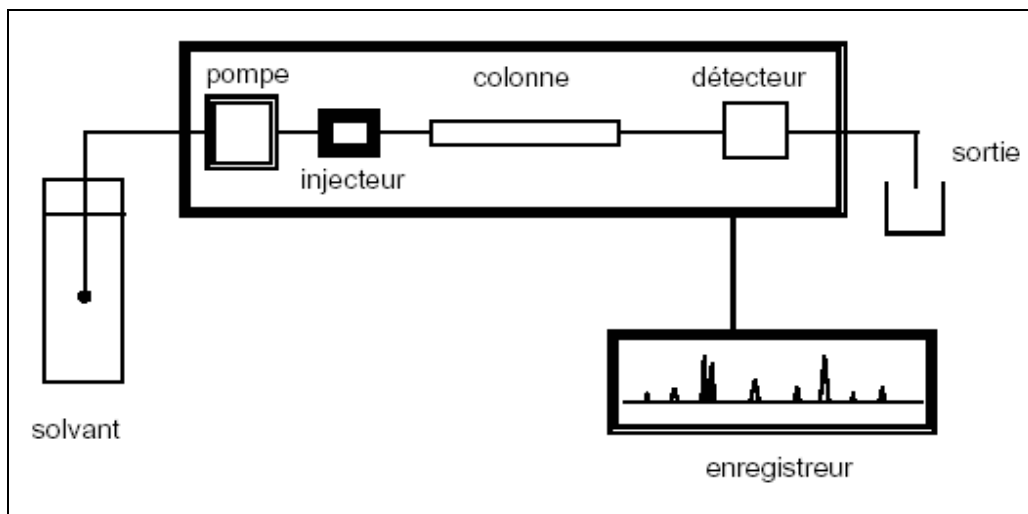 pompe
colonne
détecteur
injecteur
sortie
solvant
enregistreur